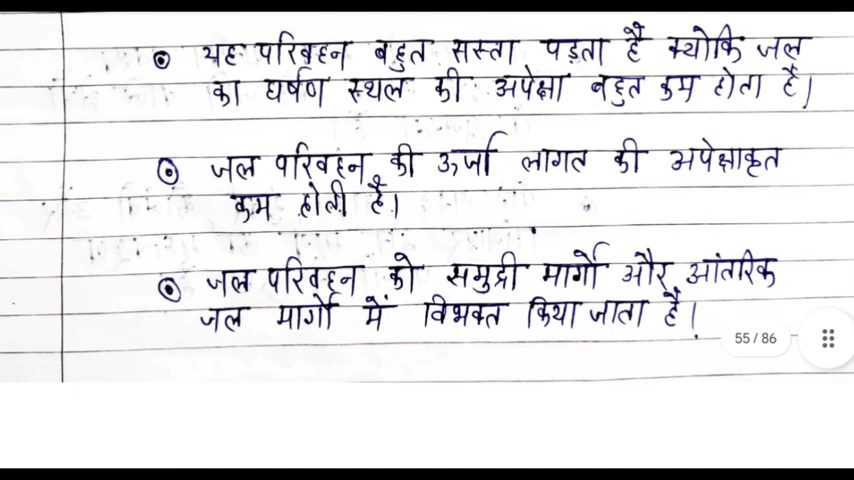 यह परिवहन बहुत सस्ता पड़ता है क्योकि जल
का घर्षण स्थल की अपेक्षा बहुत कम होता है।
जल परिवहन की ऊर्जा लागत की अपेक्षाकृत
कम होती है।
जल परिवहन को समुद्री मार्गो और आंतरिक
जल मार्गो में विभक्त किया जाता है।
55 / 86